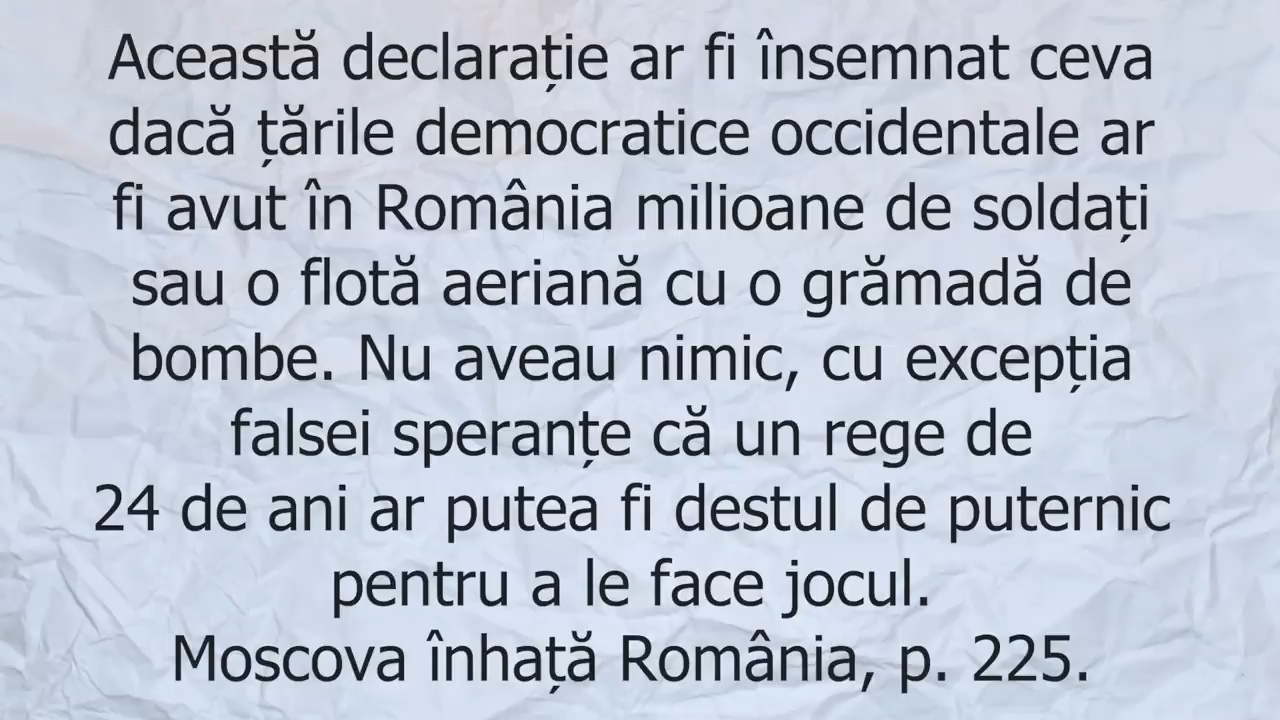 Această declarație ar fi însemnat ceva
dacă țările democratice occidentale ar
fi avut în România milioane de soldați
sau o flotă aeriană cu o grămadă de
bombe. Nu aveau nimic, cu excepția
falsei speranțe că un rege de
24 de ani ar putea fi destul de puternic
pentru a le face jocul.
Moscova înhață România, p. 225.